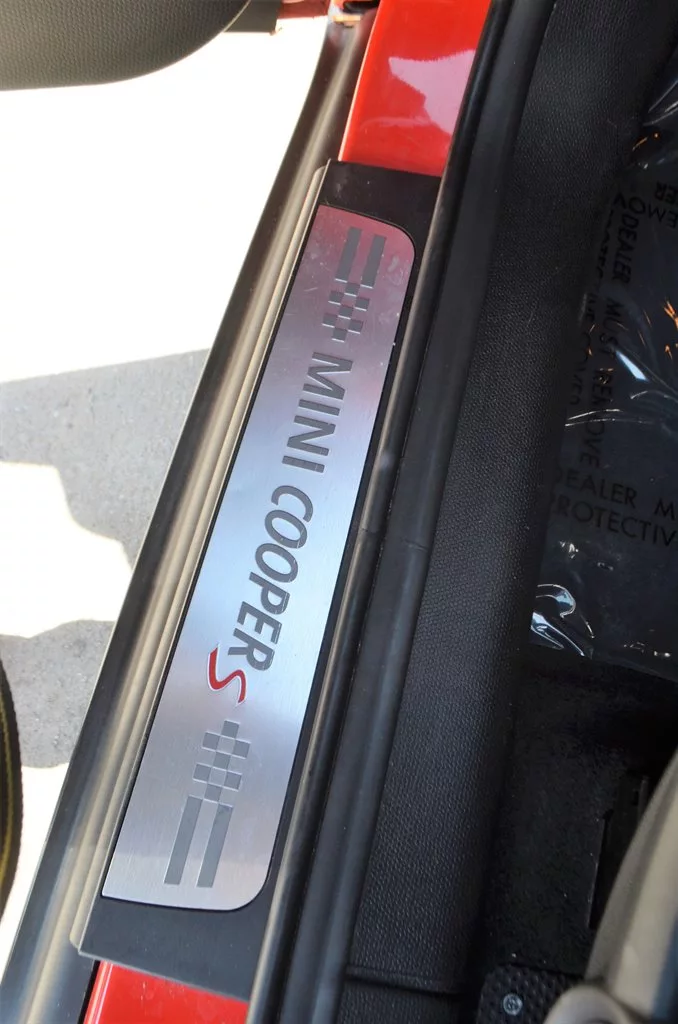 MINI COOPER S
DEALER MUST REMOVE
DEALER M
PROTECTIV